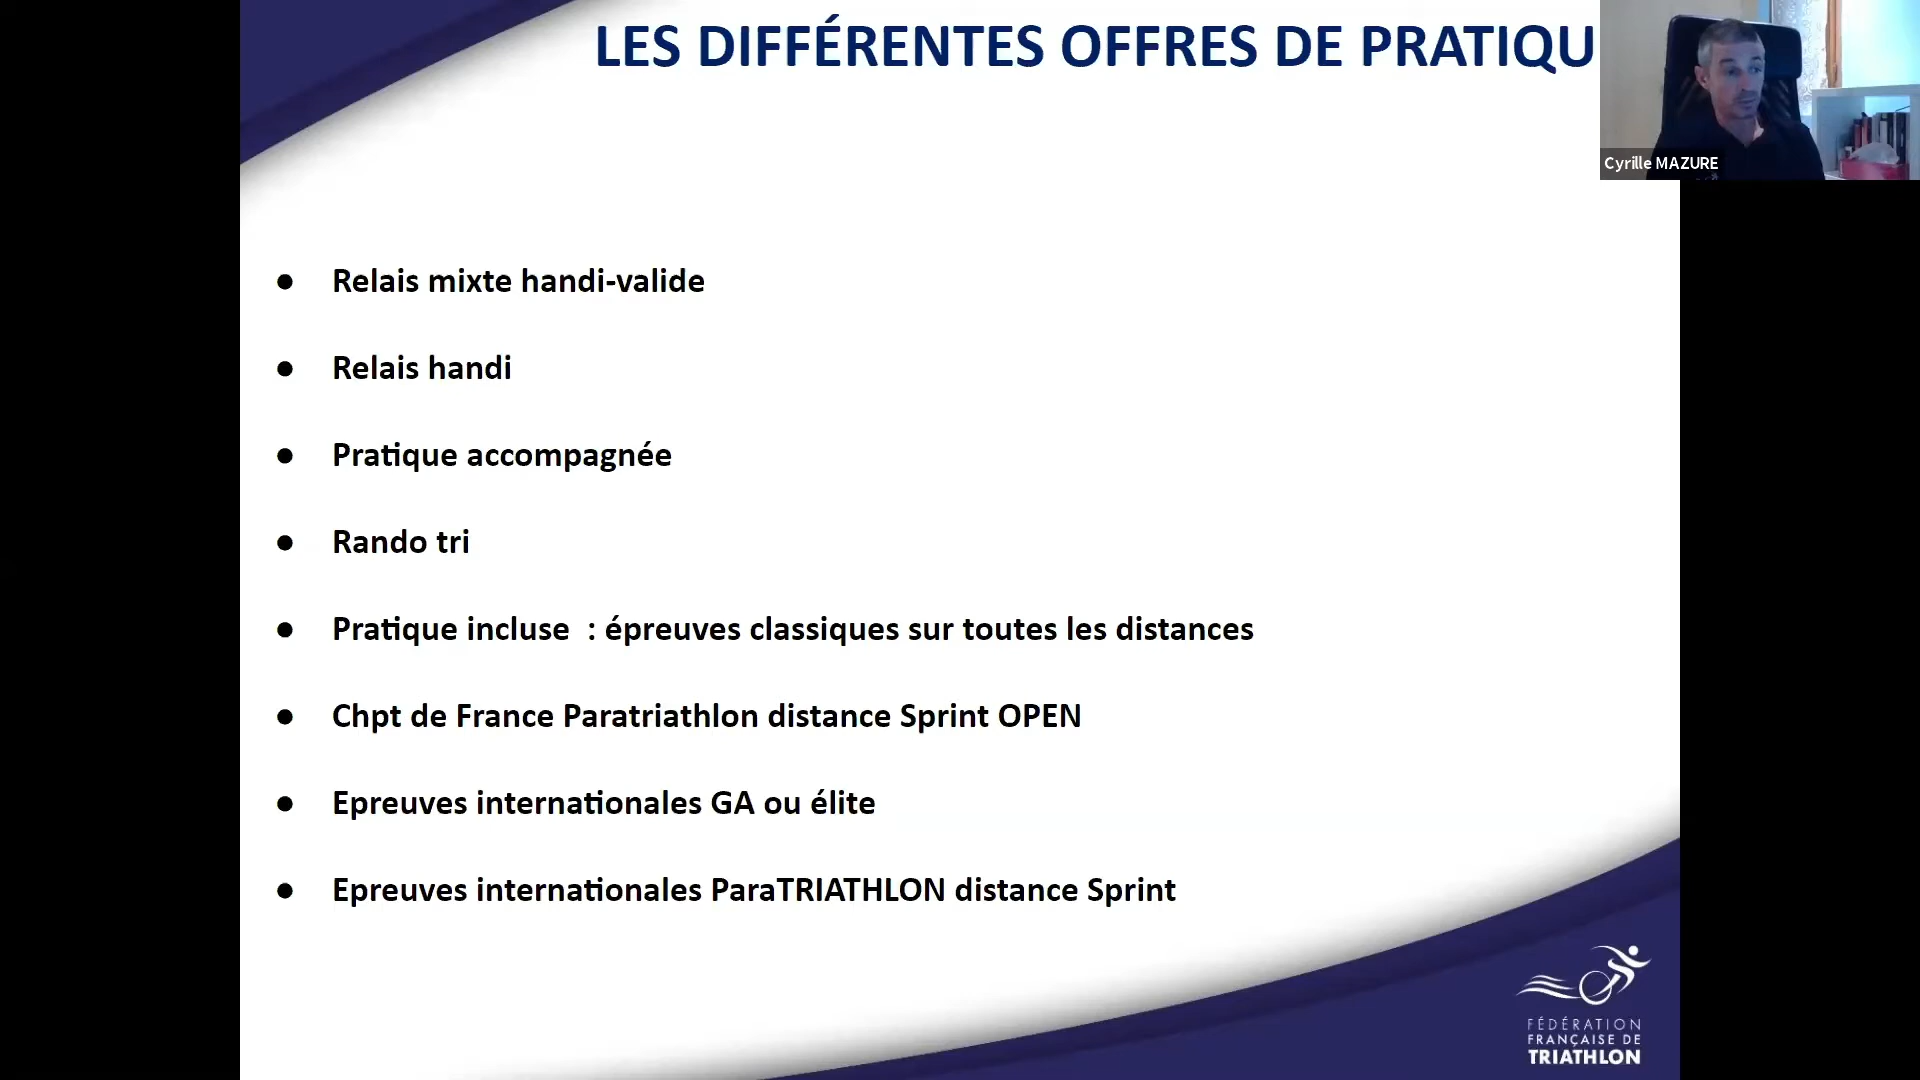 LES DIFFÉRENTES OFFRES DE PRATIQU
Cyrille MAZURE
● Relais mixte handi-valide
● Relais handi
● Pratique accompagnée
● Rando tri
● Pratique incluse  : épreuves classiques sur toutes les distances
● Chpt de France Paratriathlon distance Sprint OPEN
● Epreuves internationales GA ou élite
● Epreuves internationales ParaTRIATHLON distance Sprint
FÉDÉRATION
FRANÇAISE DE
TRIATHLON